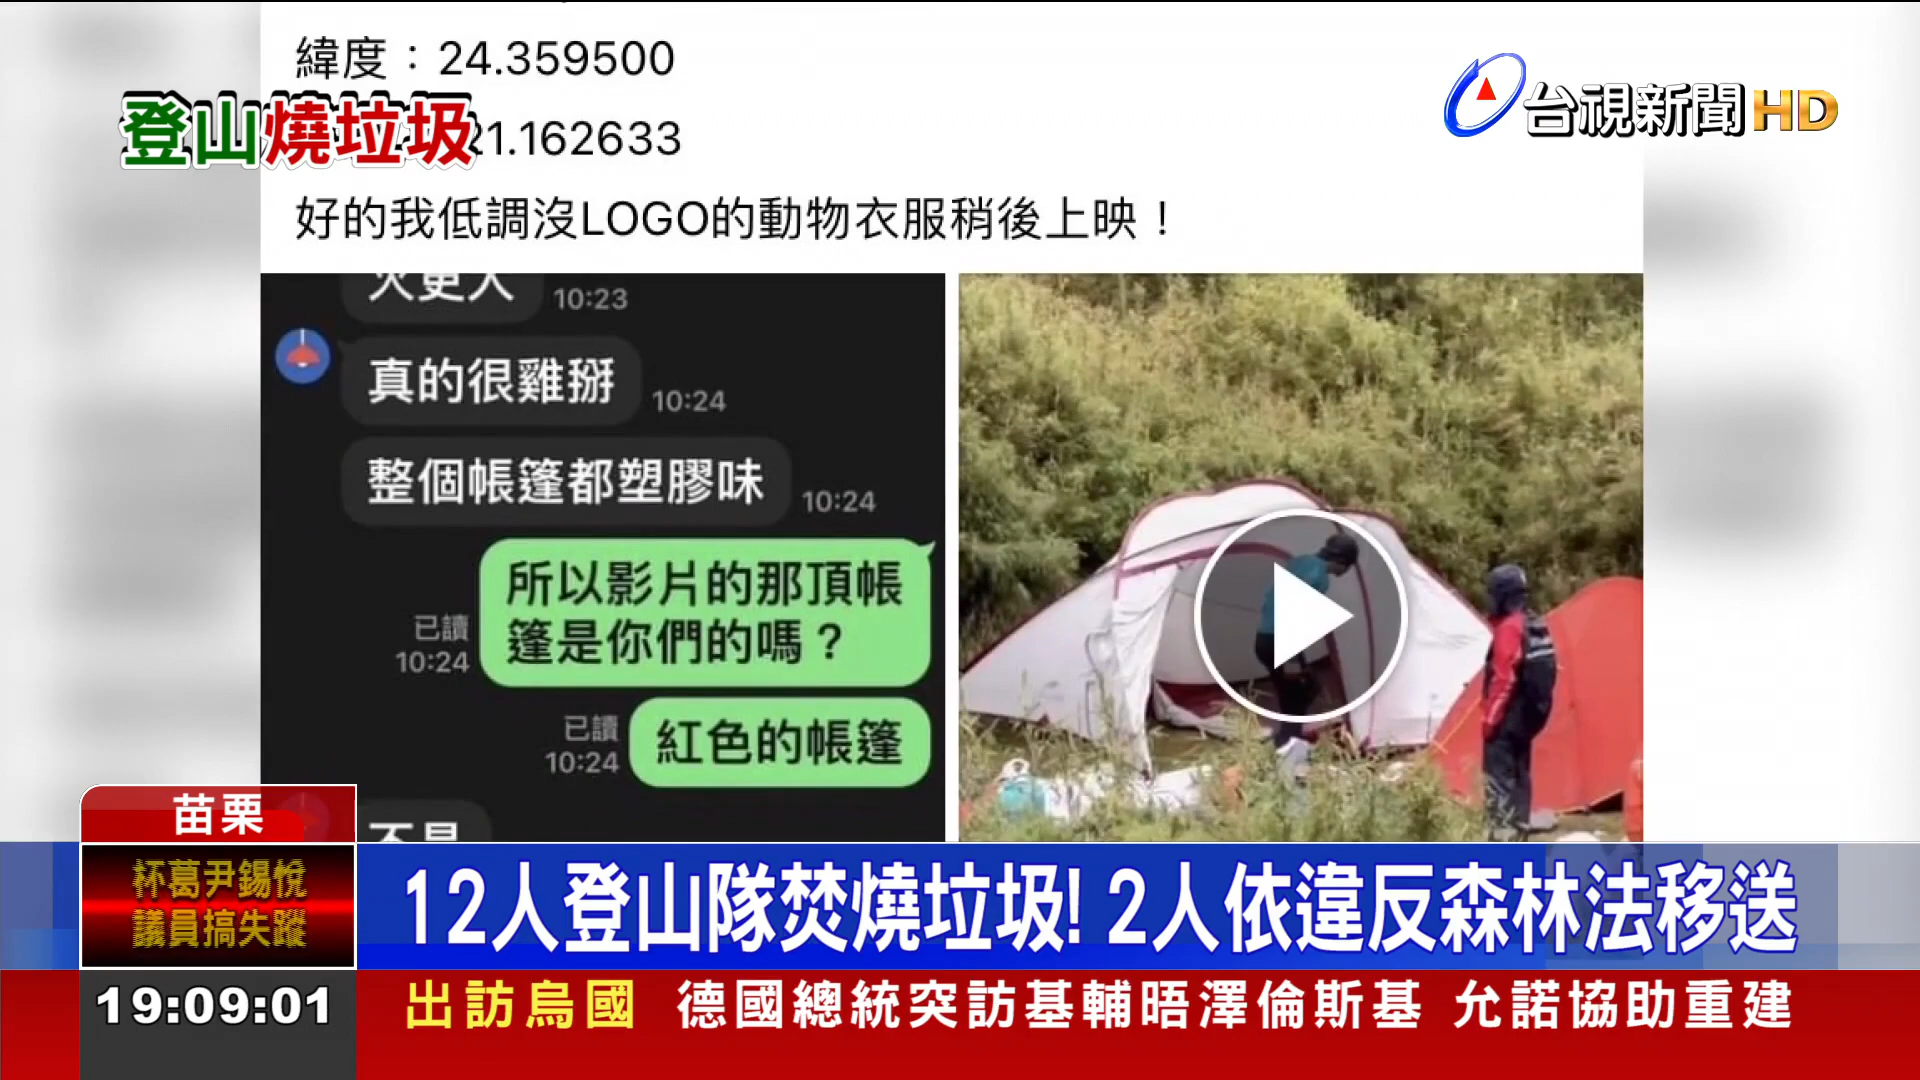 緯度：24.359500
登山燒垃圾
21.162633
台視新聞HD
好的我低調沒LOGO的動物衣服稍後上映！
火更大
10:23
真的很雞掰
10:24
整個帳篷都塑膠味
10:24
所以影片的那頂帳
篷是你們的嗎？
已讀
10:24
紅色的帳篷
已讀
10:24
不是
苗栗
杯葛尹錫悅
議員搞失蹤
12人登山隊焚燒垃圾！2人依違反森林法移送
19:09:01
出訪烏國 德國總統突訪基輔晤澤倫斯基 允諾協助重建